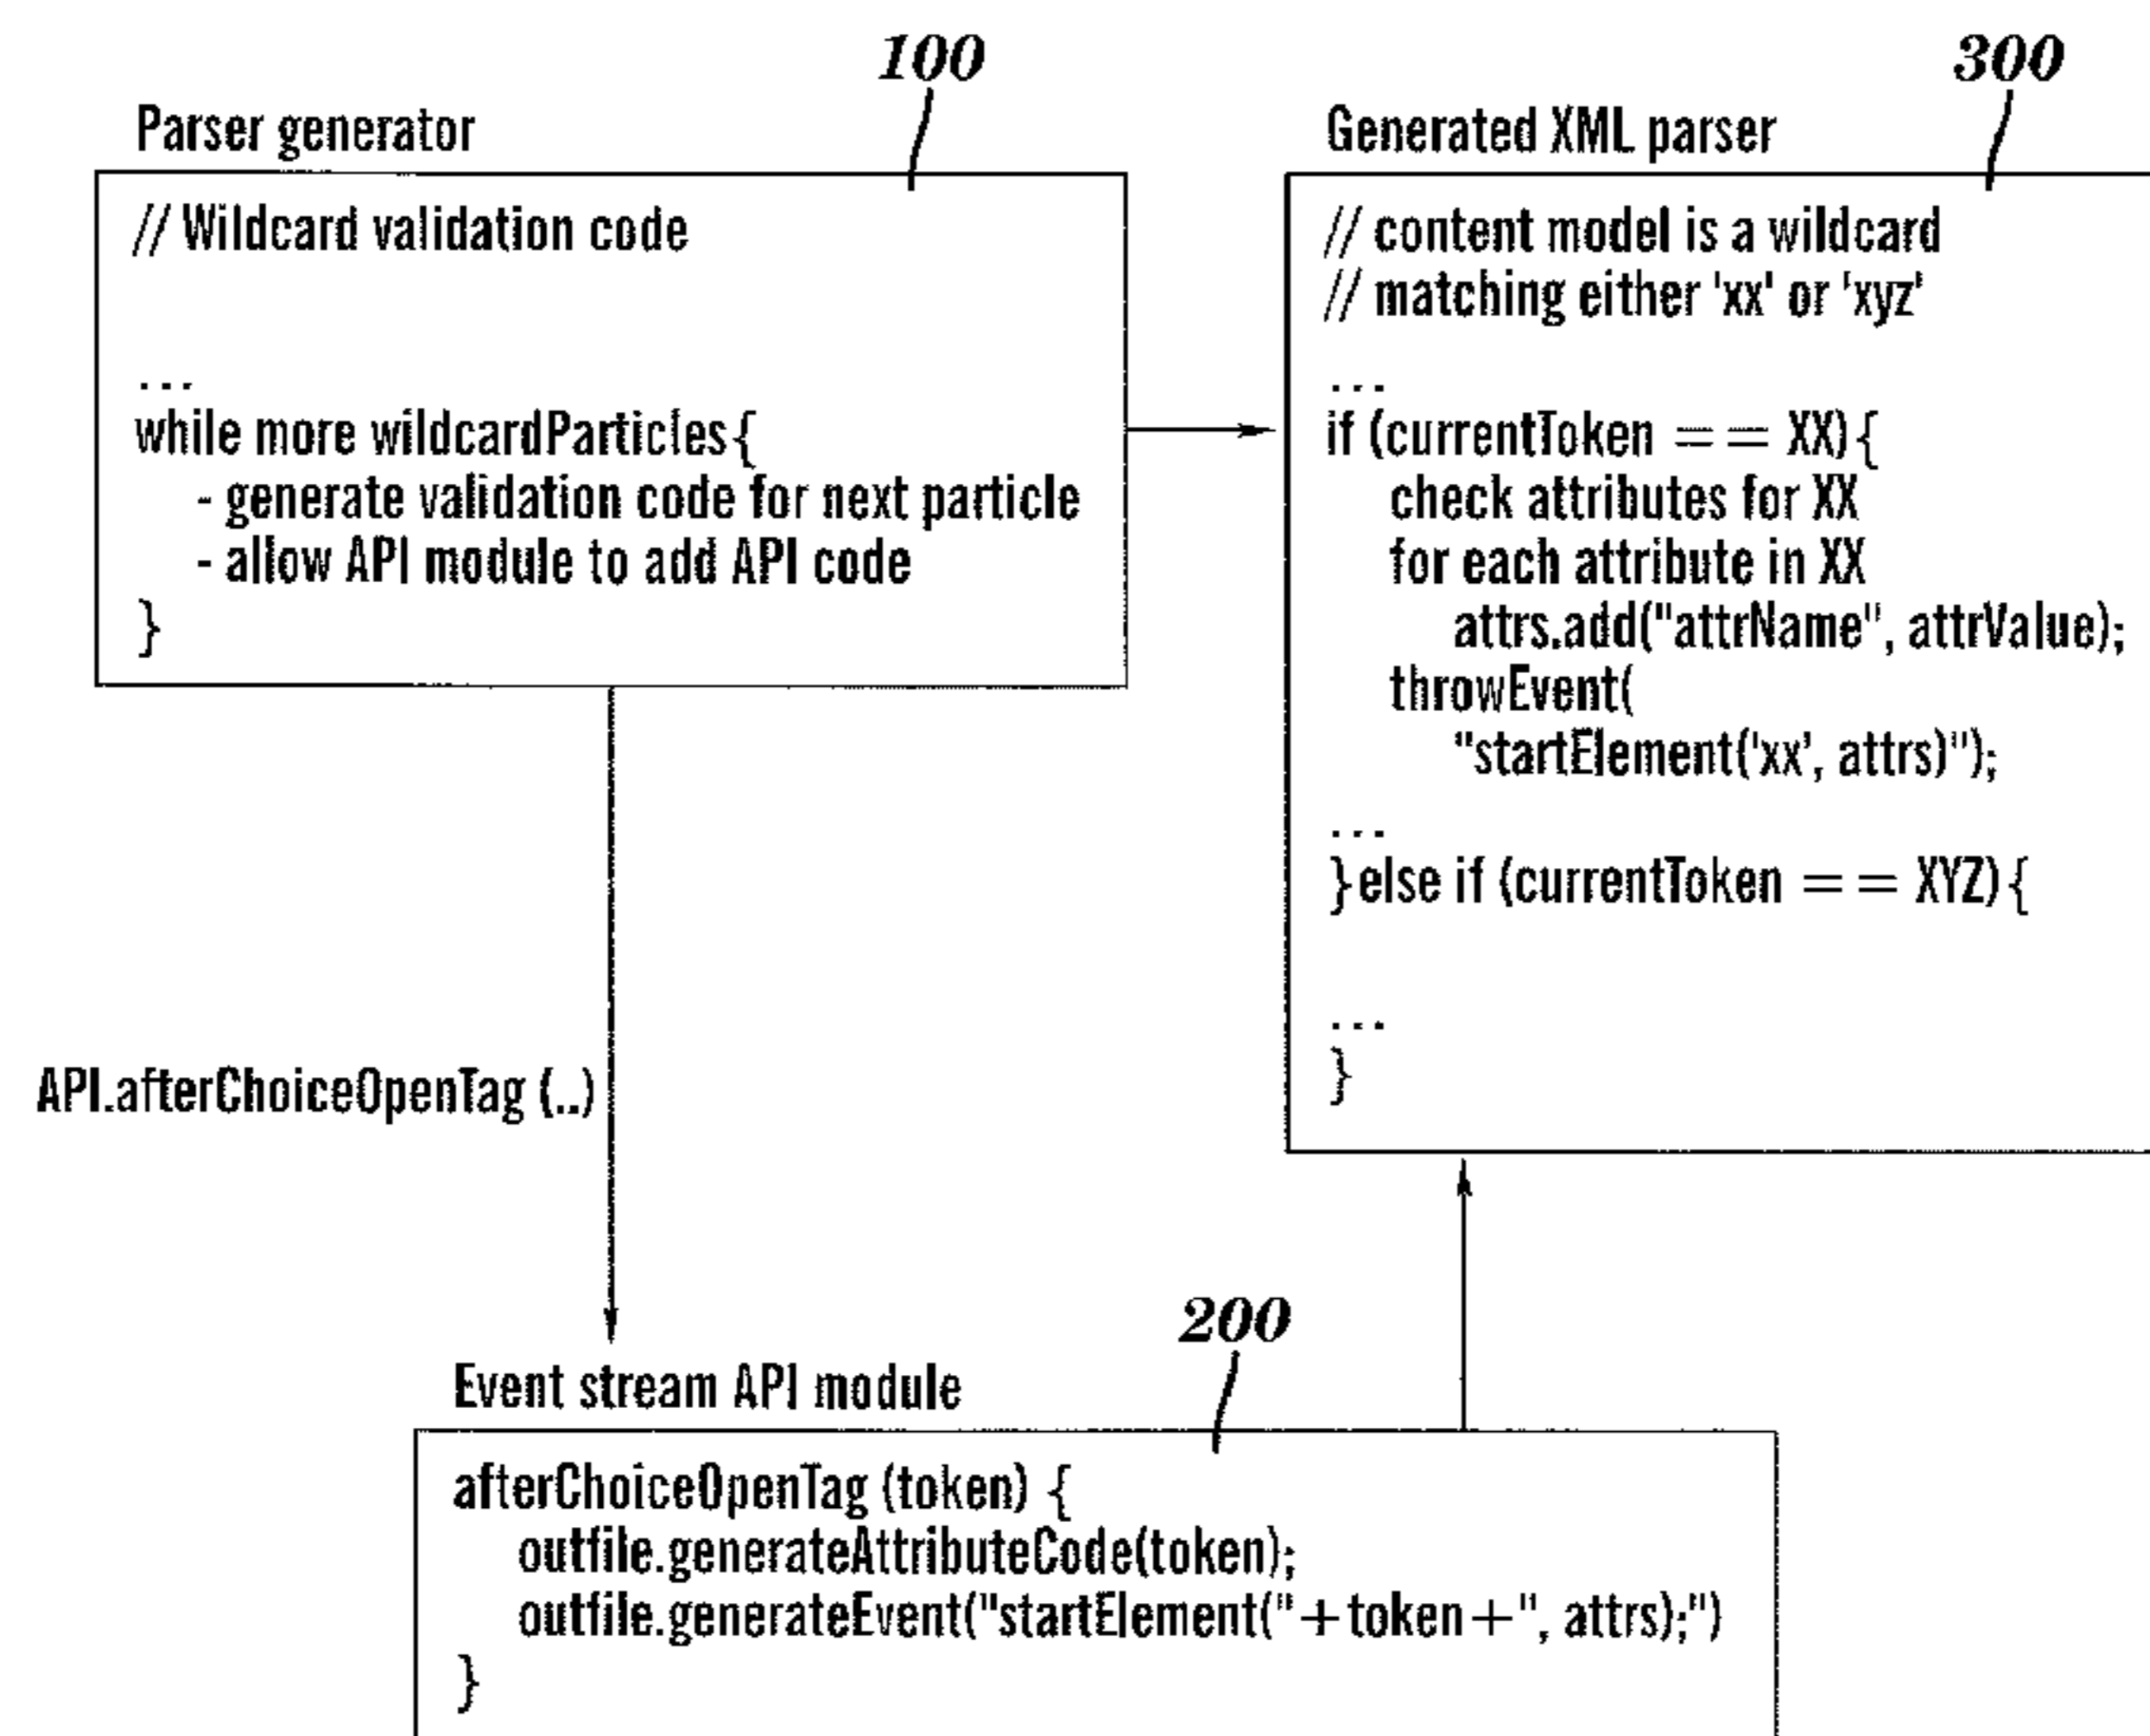 100
Parser generator
// Wildcard validation code
...
while more wildcardParticles{
- generate validation code for next particle
- allow API module to add API code
}
300
Generated XML parser
// content model is a wildcard
// matching either 'xx' or 'xyz'
...
if (currentToken == XX){
check attributes for XX
for each attribute in XX
attrs.add("attrName", attrValue);
throwEvent(
"startElement('xx', attrs)");
...
}else if (currentToken == XYZ){
...
}
API.afterChoiceOpenTag (..)
200
Event stream API module
afterChoiceOpenTag (token) {
outfile.generateAttributeCode(token);
outfile.generateEvent("startElement("+token+", attrs);")
}